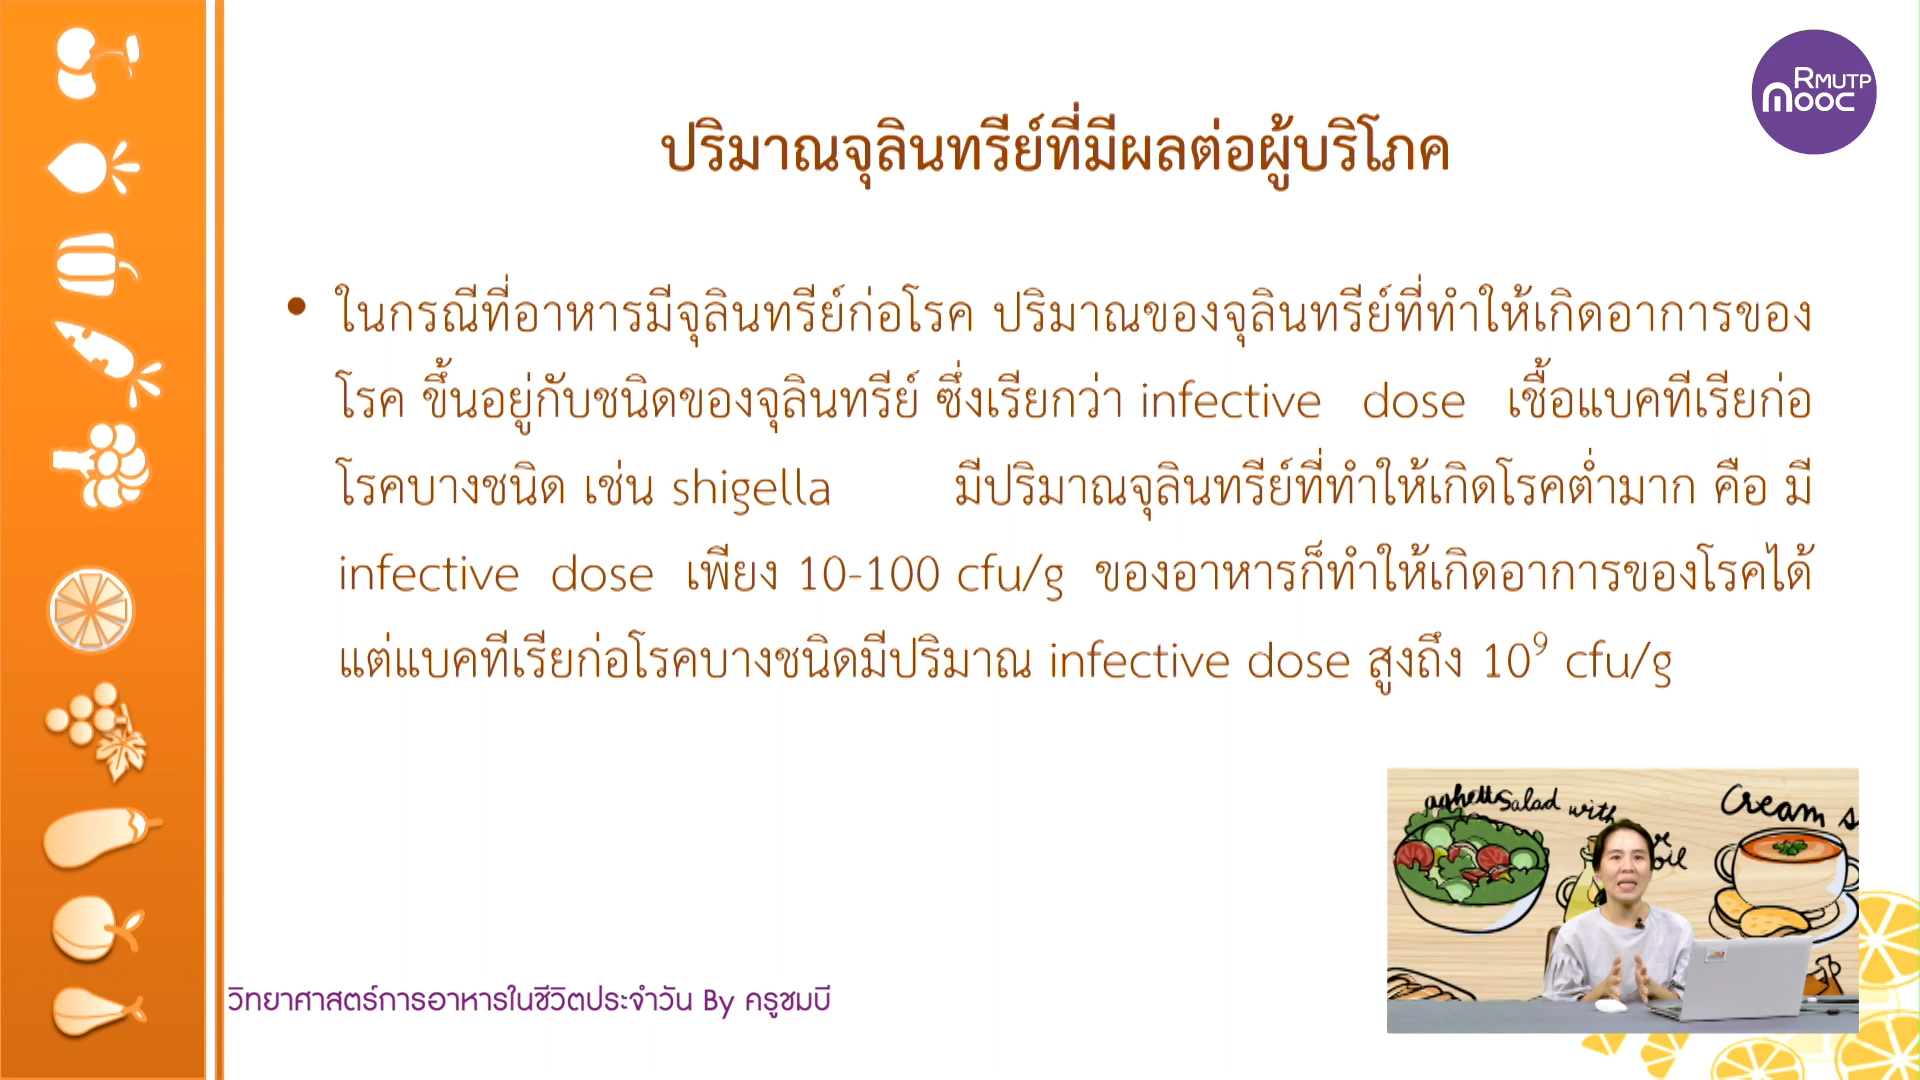 RMUTP
mooc
ปริมาณจุลินทรีย์ที่มีผลต่อผู้บริโภค
• ในกรณีที่อาหารมีจุลินทรีย์ก่อโรค ปริมาณของจุลินทรีย์ที่ทำให้เกิดอาการของ
โรค ขึ้นอยู่กับชนิดของจุลินทรีย์ ซึ่งเรียกว่า infective dose เชื้อแบคทีเรียก่อ
โรคบางชนิด เช่น shigella มีปริมาณจุลินทรีย์ที่ทำให้เกิดโรคต่ำมาก คือ มี
infective dose เพียง 10-100 cfu/g ของอาหารก็ทำให้เกิดอาการของโรคได้
แต่แบคทีเรียก่อโรคบางชนิดมีปริมาณ infective dose สูงถึง 10⁹ cfu/g
Salad with
Cream s
oil
วิทยาศาสตร์การอาหารในชีวิตประจำวัน By ครูชมบี